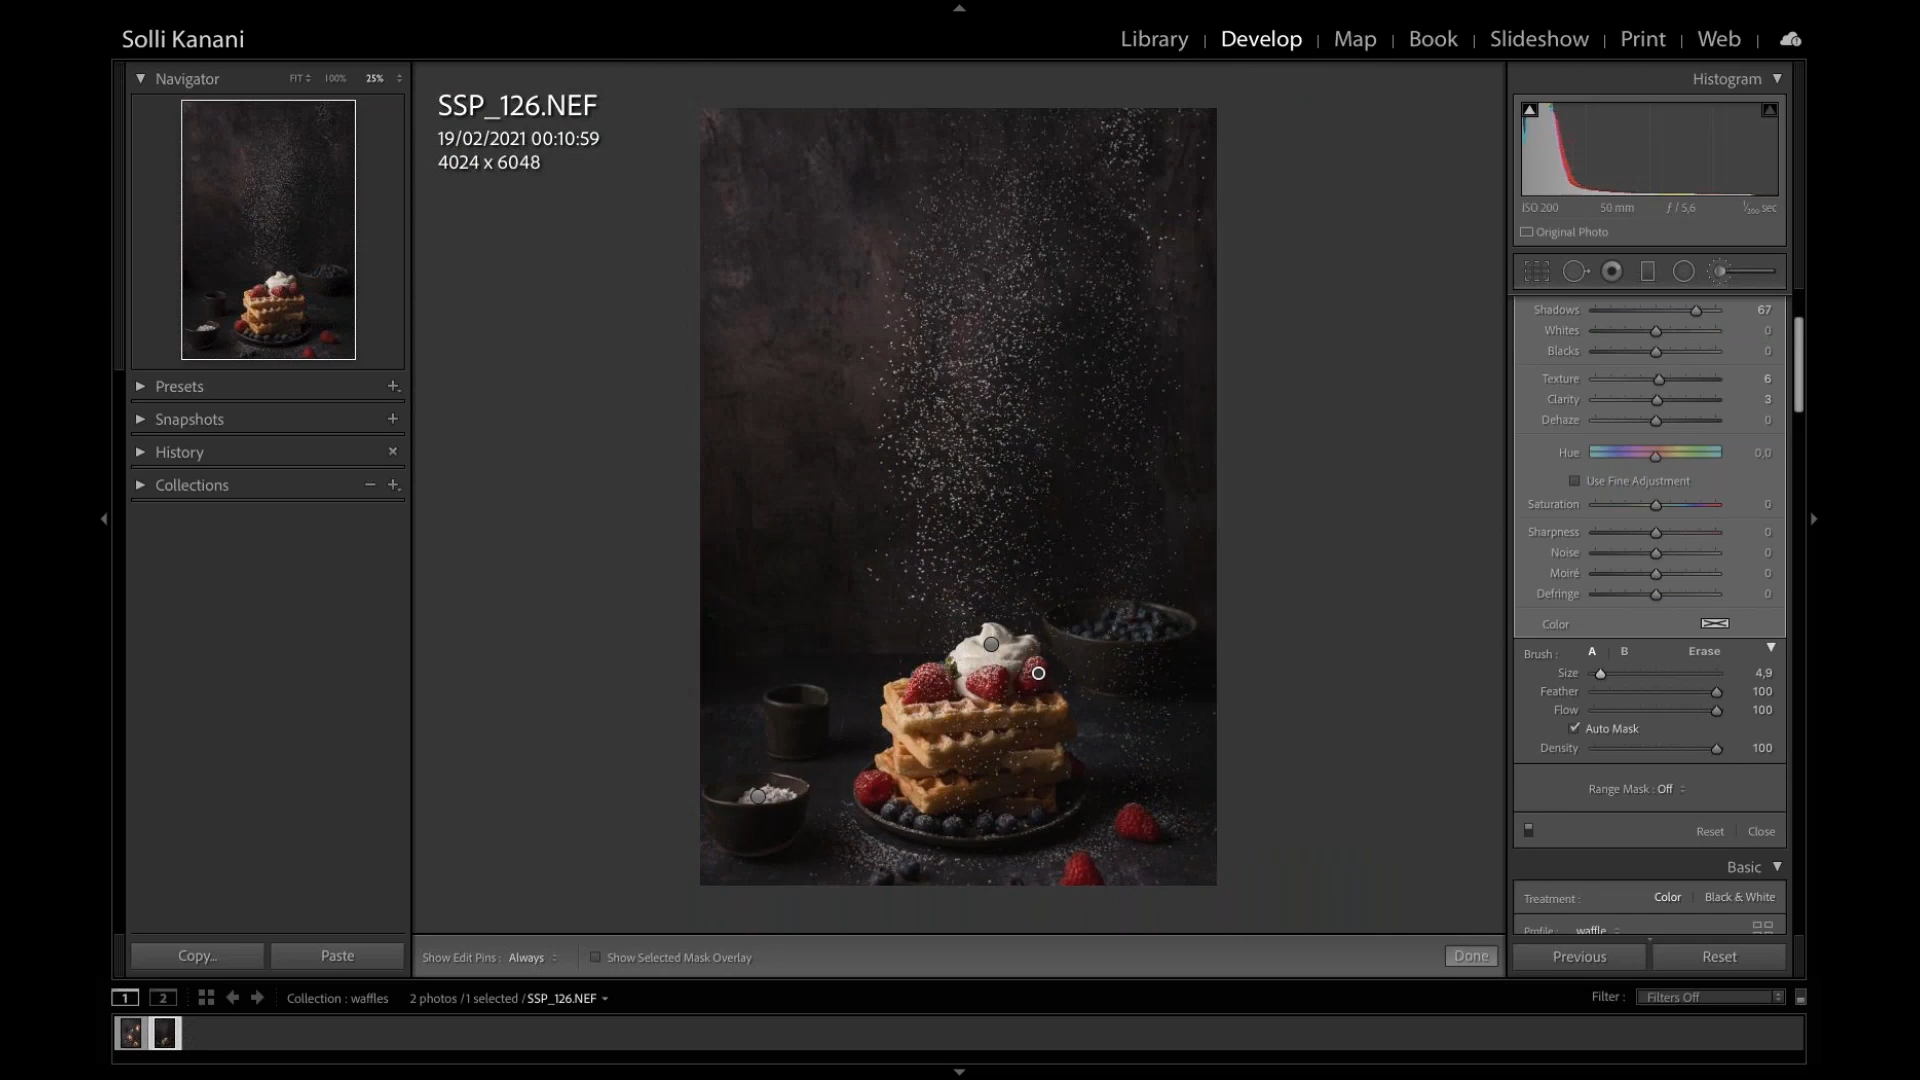 Solli Kanani
Library | Develop | Map | Book | Slideshow | Print | Web |
Navigator FIT 100% 25%
Presets
Snapshots
History
Collections
Copy... Paste
SSP_126.NEF
19/02/2021 00:10:59
4024 x 6048
Show Edit Pins : Always Show Selected Mask Overlay Done
Histogram
ISO 200 50 mm ƒ / 5,6 1/200 sec
Original Photo
Shadows 67
Whites 0
Blacks 0
Texture 6
Clarity 3
Dehaze 0
Hue 0,0
Use Fine Adjustment
Saturation 0
Sharpness 0
Noise 0
Moiré 0
Defringe 0
Color
Brush : A B Erase
Size 4,9
Feather 100
Flow 100
Auto Mask
Density 100
Range Mask : Off
Reset Close
Basic
Treatment : Color Black & White
Profile : waffle
Previous Reset
1 2 Collection : waffles 2 photos / 1 selected / SSP_126.NEF Filter : Filters Off